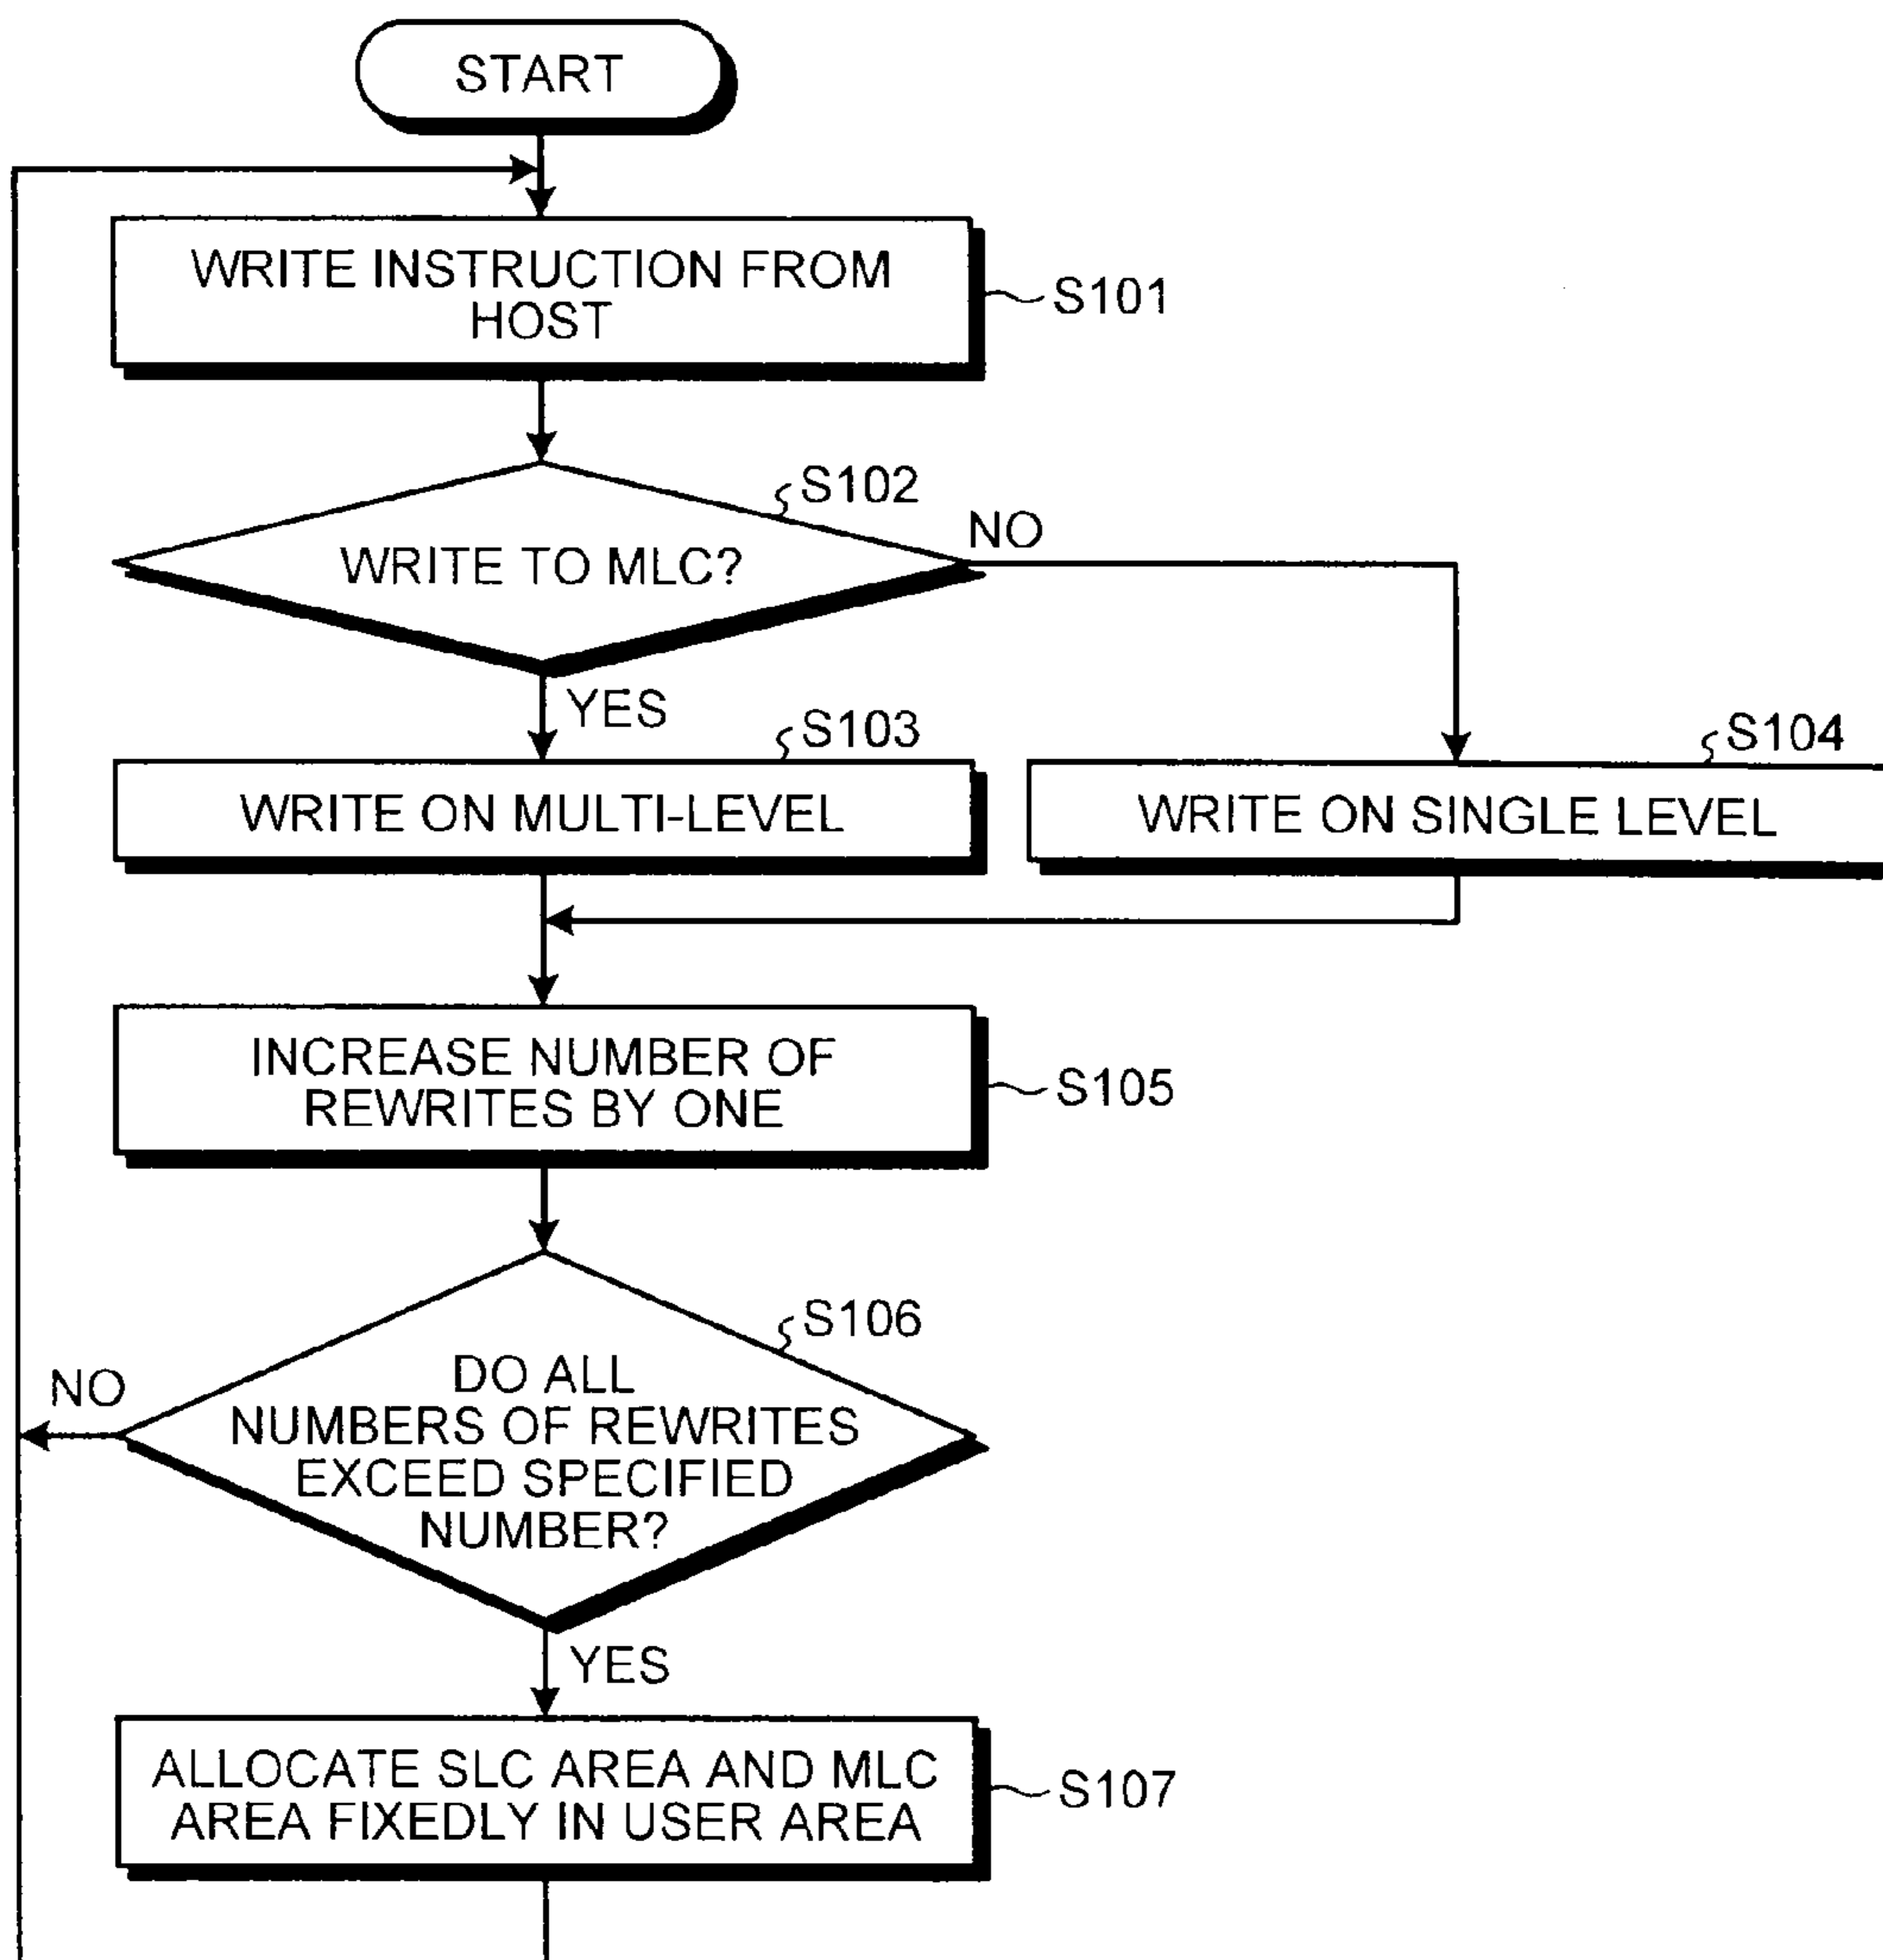 START
WRITE INSTRUCTION FROM
HOST
S101
S102
NO
WRITE TO MLC?
YES
S103
S104
WRITE ON MULTI-LEVEL
WRITE ON SINGLE LEVEL
INCREASE NUMBER OF
REWRITES BY ONE
S105
S106
NO
DO ALL
NUMBERS OF REWRITES
EXCEED SPECIFIED
NUMBER?
YES
ALLOCATE SLC AREA AND MLC
AREA FIXEDLY IN USER AREA
S107